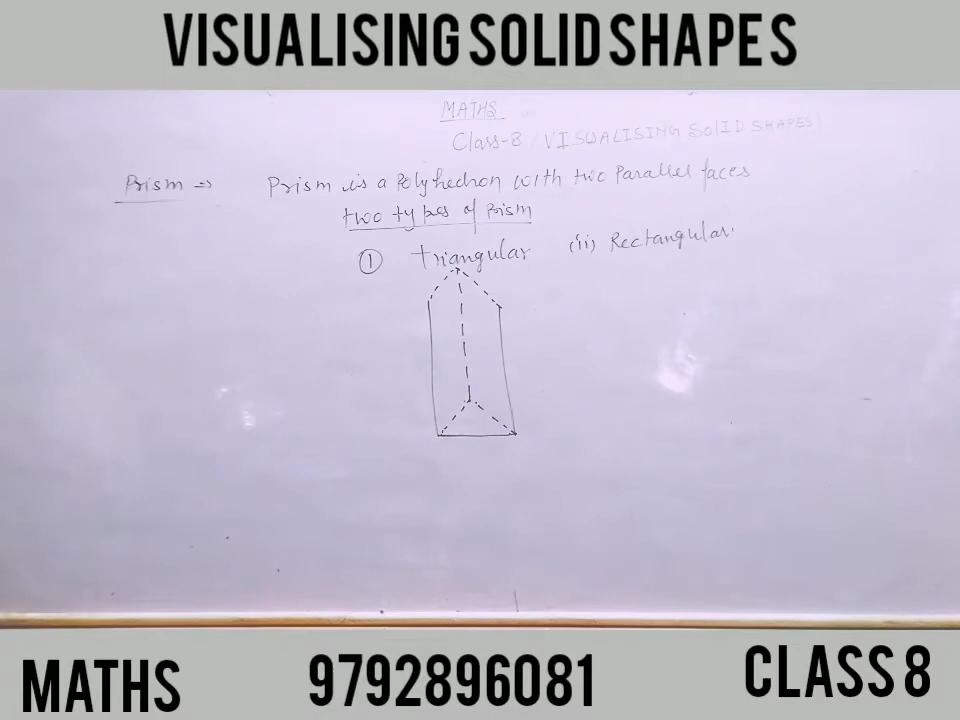 VISUALISING SOLID SHAPES
MATHS
Class-8 (VISUALISING SOLID SHAPES)
Prism ⇒ Prism is a Polyhedron with two Parallel faces
two types of Prism
① Triangular (ii) Rectangular.
MATHS 9792896081 CLASS 8